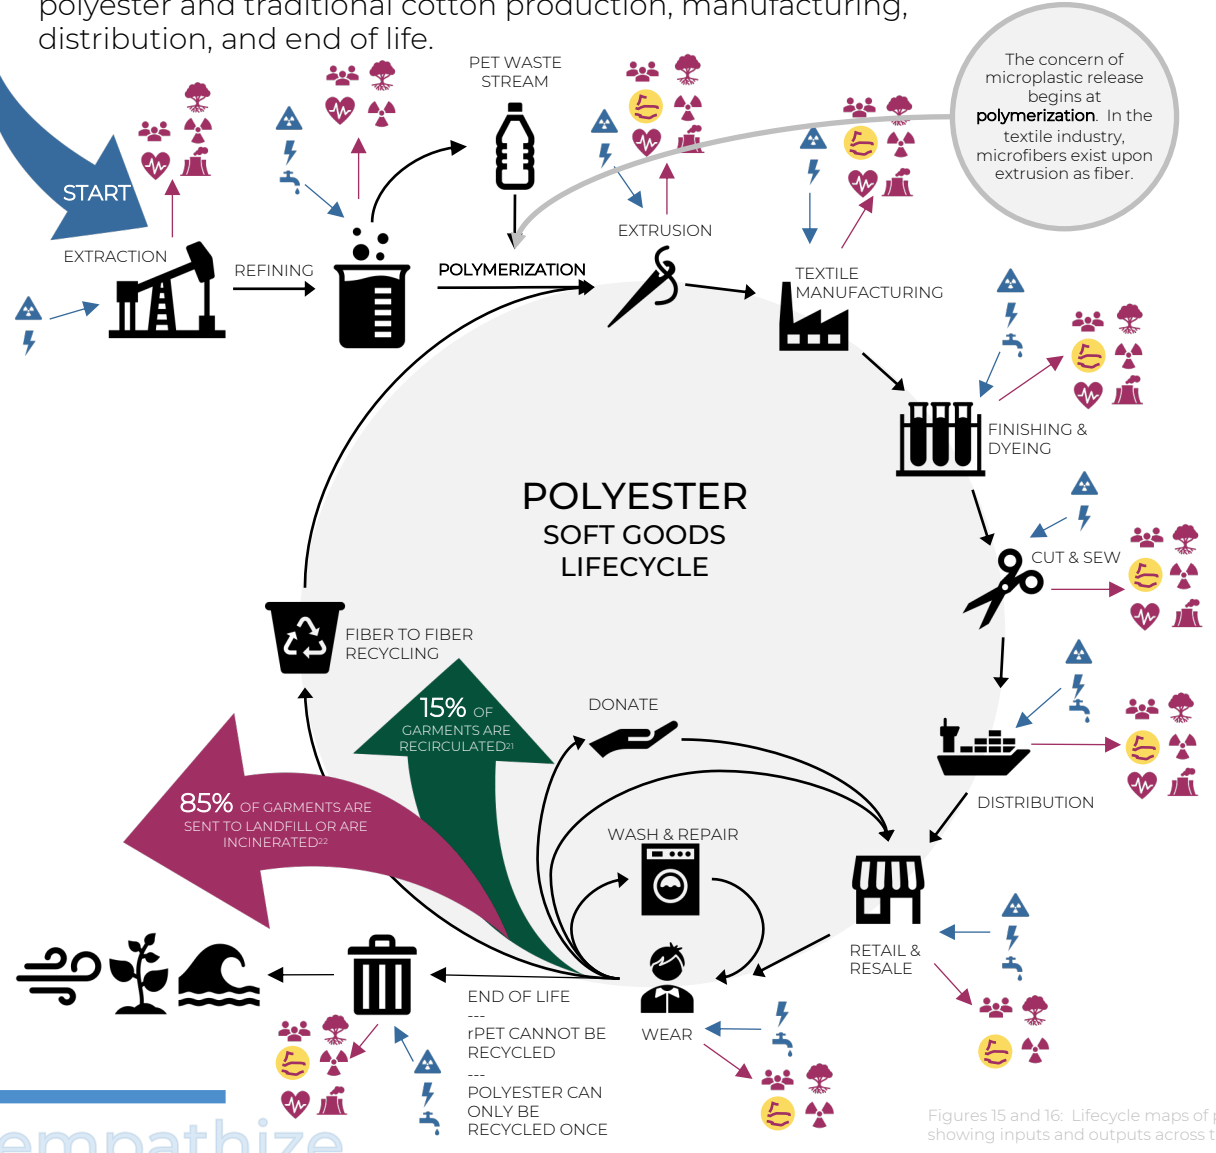 polyester and traditional cotton production, manufacturing,
distribution, and end of life.
PET WASTE
STREAM
The concern of
microplastic release
begins at
polymerization. In the
textile industry,
microfibers exist upon
extrusion as fiber.
START
EXTRACTION
REFINING
POLYMERIZATION
EXTRUSION
TEXTILE
MANUFACTURING
FINISHING &
DYEING
POLYESTER
SOFT GOODS
LIFECYCLE
CUT & SEW
FIBER TO FIBER
RECYCLING
15% OF
GARMENTS ARE
RECIRCULATED21
DONATE
85% OF GARMENTS ARE
SENT TO LANDFILL OR ARE
INCINERATED22
DISTRIBUTION
WASH & REPAIR
RETAIL &
RESALE
WEAR
END OF LIFE
---
rPET CANNOT BE
RECYCLED
---
POLYESTER CAN
ONLY BE
RECYCLED ONCE
Figures 15 and 16: Lifecycle maps of
showing inputs and outputs across
empathize